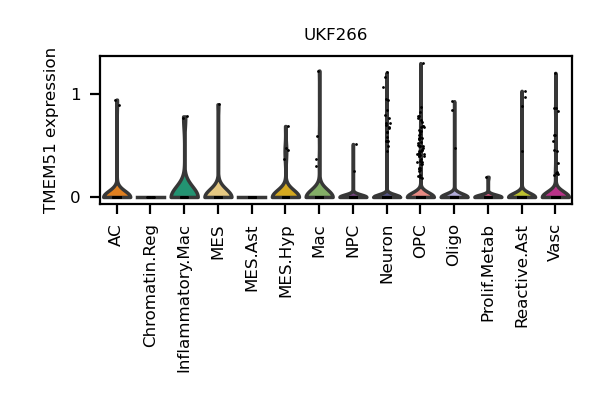 UKF266
TMEM51 expression
1
0
AC
Chromatin.Reg
Inflammatory.Mac
MES
MES.Ast
MES.Hyp
Mac
NPC
Neuron
OPC
Oligo
Prolif.Metab
Reactive.Ast
Vasc